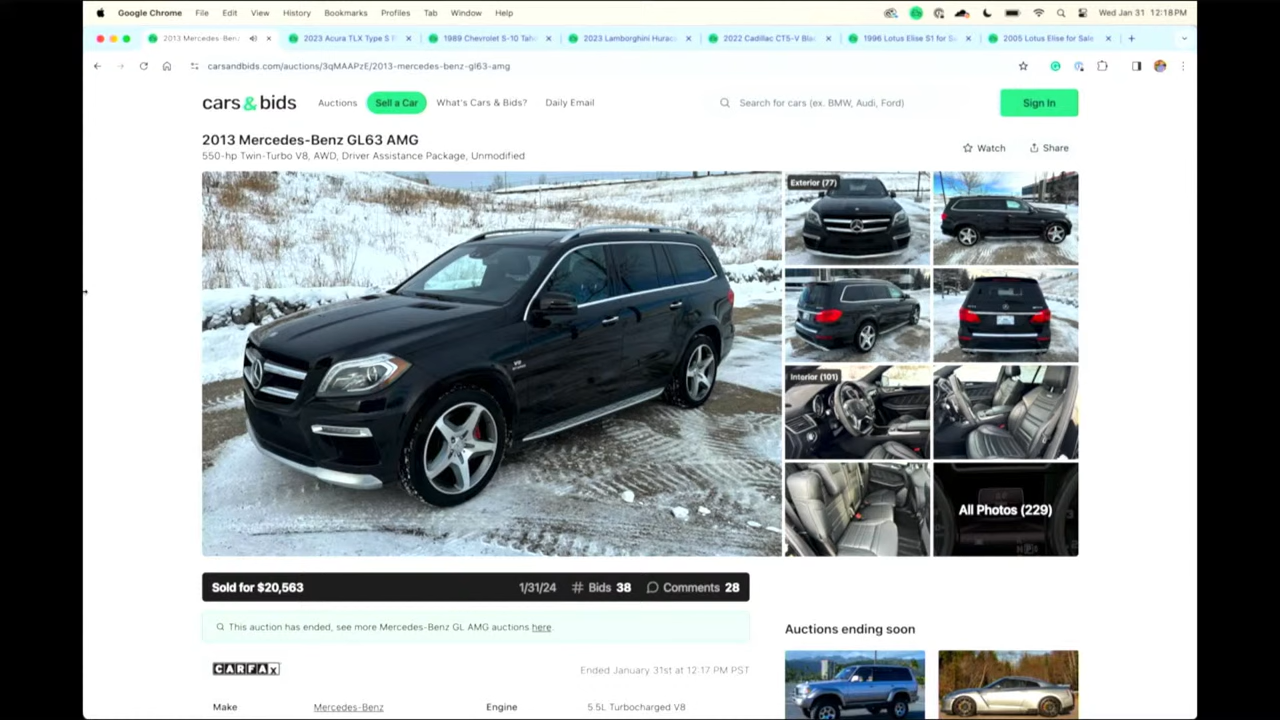 Google Chrome File Edit View History Bookmarks Profiles Tab Window Help Wed Jan 31 12:18 PM
2013 Mercedes-Benz 2023 Acura TLX Type S 1989 Chevrolet S-10 Taho 2023 Lamborghini Hurac 2022 Cadillac CT5-V Bla 1996 Lotus Elise S1 for Sa 2005 Lotus Elise for Sale
carsandbids.com/auctions/3qMAAPzE/2013-mercedes-benz-gl63-amg
cars & bids Auctions Sell a Car What's Cars & Bids? Daily Email Search for cars (ex. BMW, Audi, Ford) Sign In
2013 Mercedes-Benz GL63 AMG
550-hp Twin-Turbo V8, AWD, Driver Assistance Package, Unmodified
Watch Share
Exterior (77)
Interior (101)
All Photos (229)
Sold for $20,563 1/31/24 # Bids 38 Comments 28
This auction has ended, see more Mercedes-Benz GL AMG auctions here.
Auctions ending soon
CARFAX Ended January 31st at 12:17 PM PST
Make Mercedes-Benz Engine 5.5L Turbocharged V8